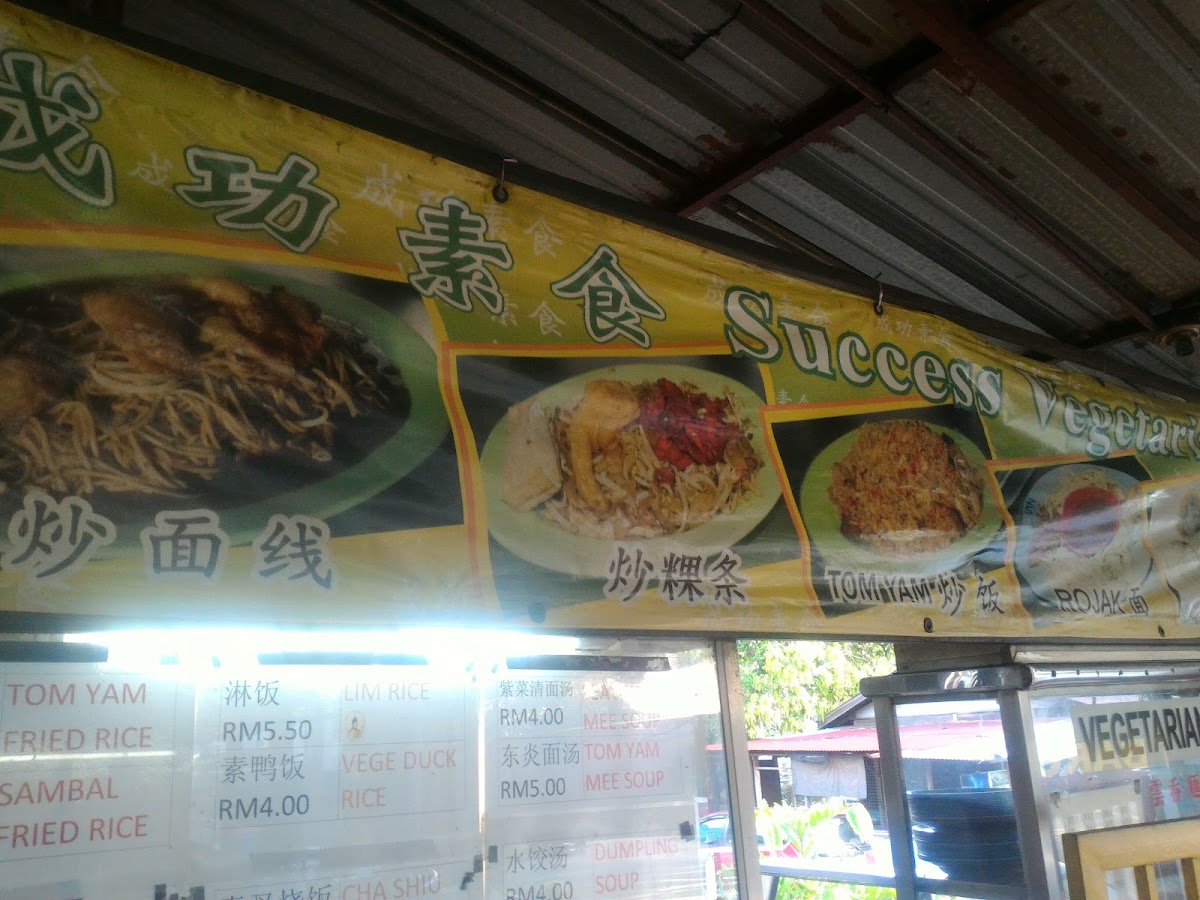 成功素食 Success Vegetari
炒面线
炒粿条
TOM YAM 炒饭
ROJAK 面
TOM YAM
FRIED RICE
SAMBAL
FRIED RICE
淋饭 LIM RICE
RM5.50
素鸭饭 VEGE DUCK
RM4.00 RICE
叉烧饭 CHA SHIU
紫菜清面汤
RM4.00 MEE SOUP
东炎面汤 TOM YAM
RM5.00 MEE SOUP
水饺汤 DUMPLING
RM4.00 SOUP
VEGETARIAN